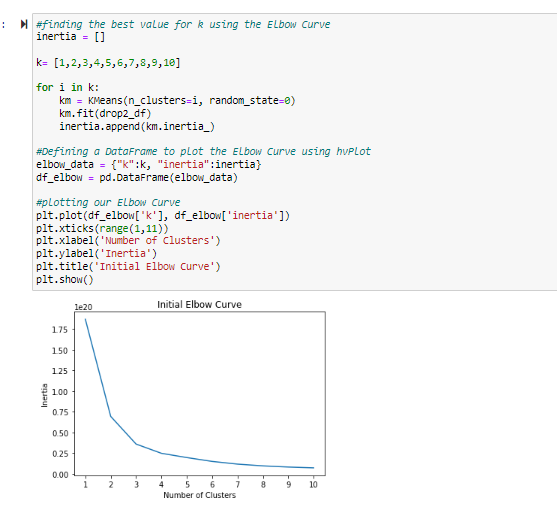 :
#finding the best value for k using the Elbow Curve
inertia = []
k= [1,2,3,4,5,6,7,8,9,10]
for i in k:
km = KMeans(n_clusters=i, random_state=0)
km.fit(drop2_df)
inertia.append(km.inertia_)
#Defining a DataFrame to plot the Elbow Curve using hvPlot
elbow_data = {"k":k, "inertia":inertia}
df_elbow = pd.DataFrame(elbow_data)
#plotting our Elbow Curve
plt.plot(df_elbow['k'], df_elbow['inertia'])
plt.xticks(range(1,11))
plt.xlabel('Number of Clusters')
plt.ylabel('Inertia')
plt.title('Initial Elbow Curve')
plt.show()
1e20
Initial Elbow Curve
1.75
1.50
1.25
1.00
0.75
0.50
0.25
0.00
Inertia
1 2 3 4 5 6 7 8 9 10
Number of Clusters